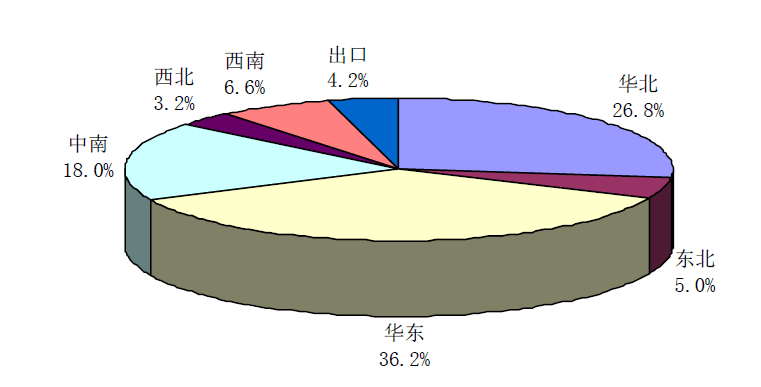 出口
4.2%
西南
6.6%
西北
3.2%
华北
26.8%
中南
18.0%
东北
5.0%
华东
36.2%